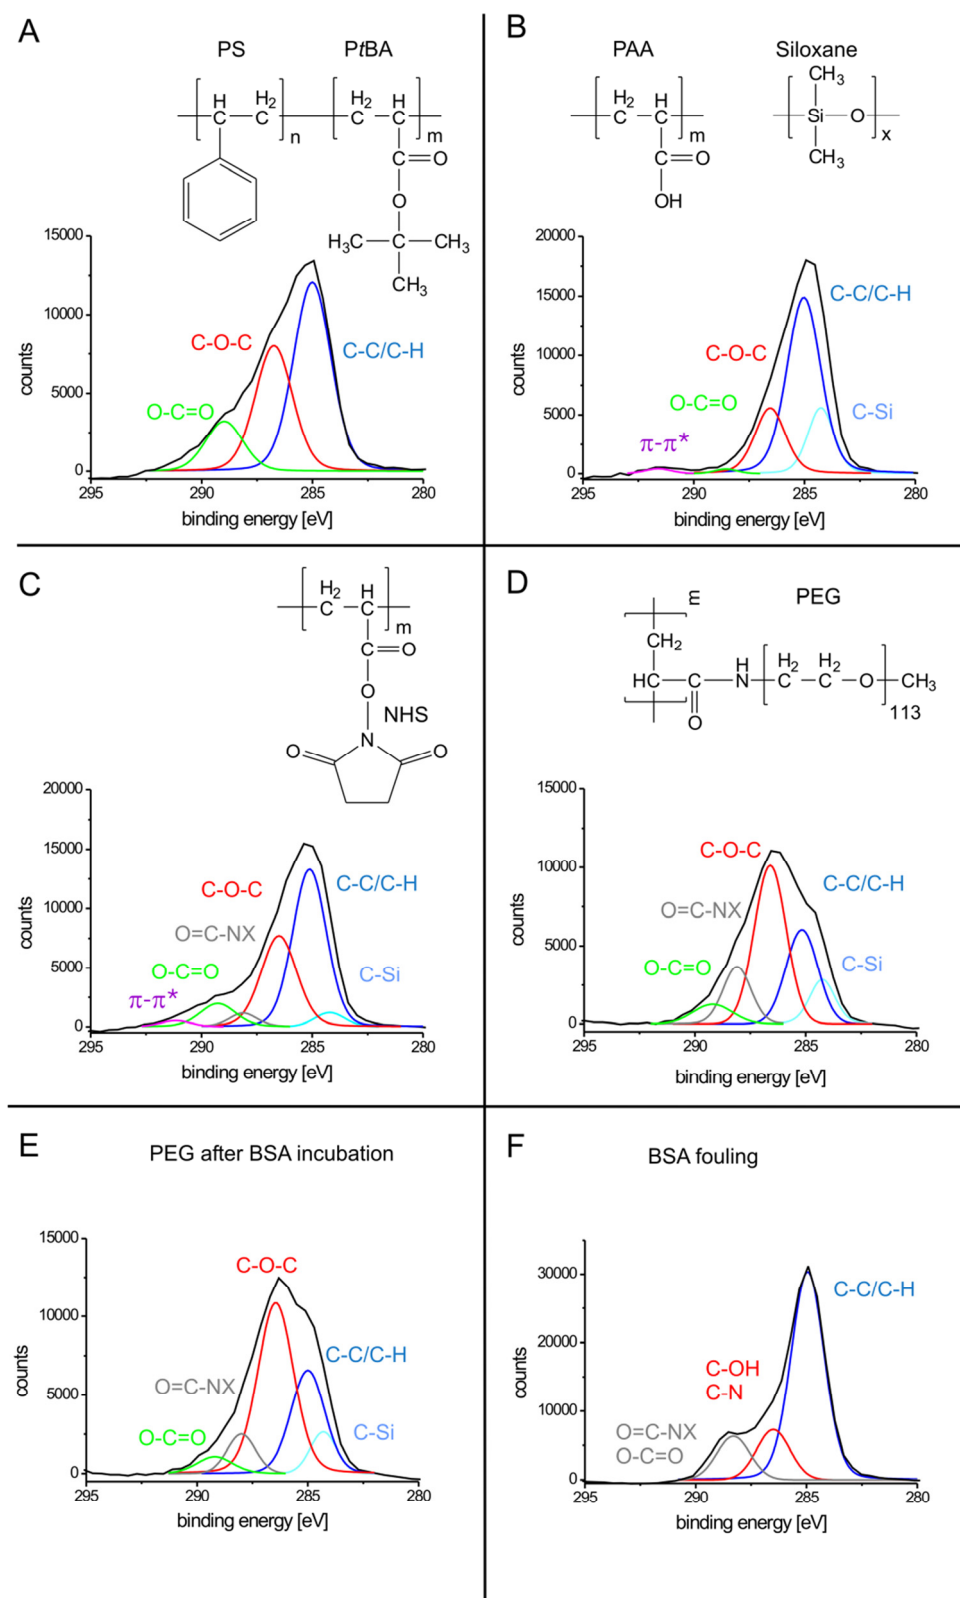 A
PS
PtBA
H
H2
H2
H
C
C
C
C
n
m
C
O
O
H3C
C
CH3
CH3
15000
10000
5000
0
counts
C-O-C
C-C/C-H
O-C=O
295
290
285
280
binding energy [eV]
B
PAA
Siloxane
H2
H
C
C
m
C
O
OH
CH3
Si
O
x
CH3
20000
15000
10000
5000
0
counts
C-C/C-H
C-O-C
O-C=O
C-Si
π-π*
295
290
285
280
binding energy [eV]
C
H2
H
C
C
m
C
O
O
NHS
N
O
O
20000
15000
10000
5000
0
counts
C-O-C
C-C/C-H
O=C-NX
O-C=O
C-Si
π-π*
295
290
285
280
binding energy [eV]
D
PEG
m
CH2
HC
C
O
H
N
H2
H2
C
C
O
CH3
113
15000
10000
5000
0
counts
C-O-C
C-C/C-H
O=C-NX
O-C=O
C-Si
295
290
285
280
binding energy [eV]
E
PEG after BSA incubation
15000
10000
5000
0
counts
C-O-C
C-C/C-H
O=C-NX
O-C=O
C-Si
295
290
285
280
binding energy [eV]
F
BSA fouling
30000
20000
10000
0
counts
C-C/C-H
C-OH
C-N
O=C-NX
O-C=O
295
290
285
280
binding energy [eV]